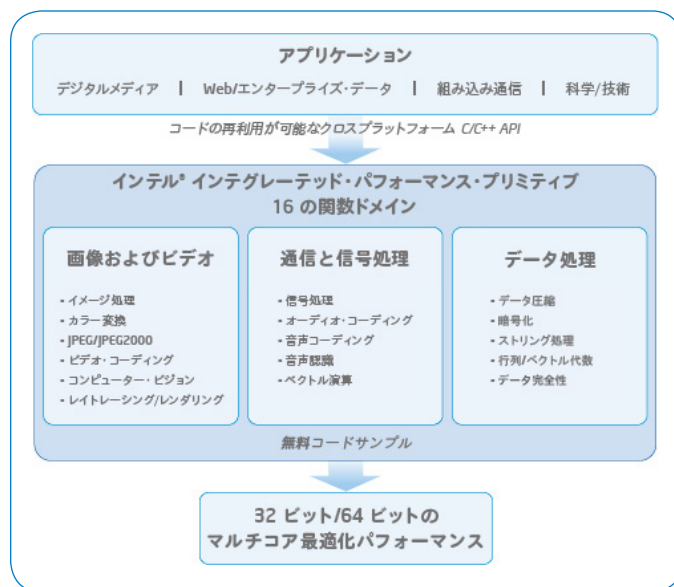 アプリケーション
デジタルメディア | Web/エンタープライズ・データ | 組み込み通信 | 科学/技術
コードの再利用が可能なクロスプラットフォーム C/C++ API
インテル® インテグレーテッド・パフォーマンス・プリミティブ
16 の関数ドメイン
画像およびビデオ
・イメージ処理
・カラー変換
・JPEG/JPEG2000
・ビデオ・コーディング
・コンピューター・ビジョン
・レイトレーシング/レンダリング
通信と信号処理
・信号処理
・オーディオ・コーディング
・音声コーディング
・音声認識
・ベクトル演算
データ処理
・データ圧縮
・暗号化
・ストリング処理
・行列/ベクトル代数
・データ完全性
無料コードサンプル
32 ビット/64 ビットの
マルチコア最適化パフォーマンス